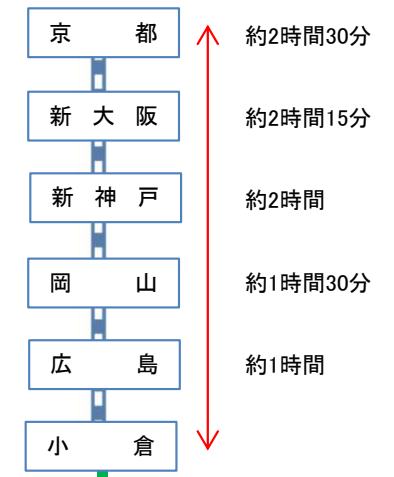 京都 約2時間30分
新大阪 約2時間15分
新神戸 約2時間
岡山 約1時間30分
広島 約1時間
小倉